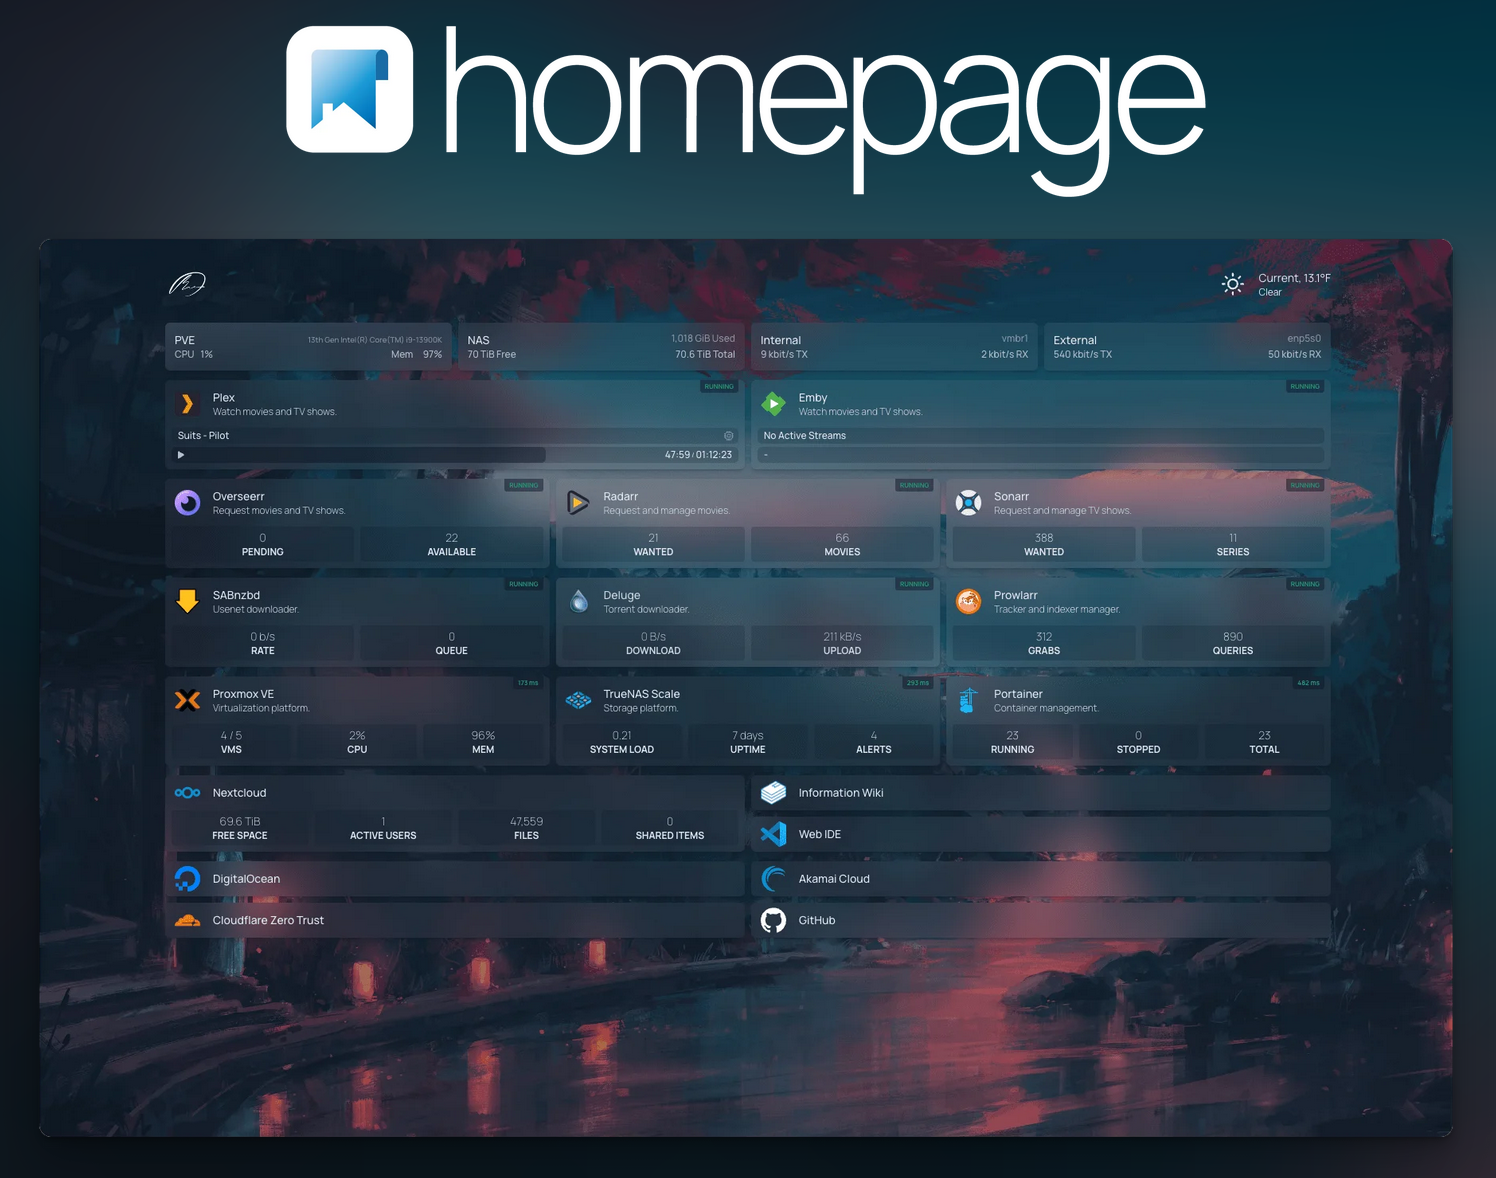 homepage
Current, 13.1°F
Clear
PVE 13th Gen Intel(R) Core(TM) i9-13900K
CPU 1% Mem 97%
NAS 1,018 GiB Used
70 TiB Free 70.6 TiB Total
Internal vmbr1
9 kbit/s TX 2 kbit/s RX
External enp5s0
540 kbit/s TX 50 kbit/s RX
Plex RUNNING
Watch movies and TV shows.
Suits - Pilot
47:59 / 01:12:23
Emby RUNNING
Watch movies and TV shows.
No Active Streams
-
Overseerr RUNNING
Request movies and TV shows.
0 22
PENDING AVAILABLE
Radarr RUNNING
Request and manage movies.
21 66
WANTED MOVIES
Sonarr RUNNING
Request and manage TV shows.
388 11
WANTED SERIES
SABnzbd RUNNING
Usenet downloader.
0 b/s 0
RATE QUEUE
Deluge RUNNING
Torrent downloader.
0 B/s 211 kB/s
DOWNLOAD UPLOAD
Prowlarr RUNNING
Tracker and indexer manager.
312 890
GRABS QUERIES
Proxmox VE 173 ms
Virtualization platform.
4 / 5 2% 96%
VMS CPU MEM
TrueNAS Scale 293 ms
Storage platform.
0.21 7 days 4
SYSTEM LOAD UPTIME ALERTS
Portainer 482 ms
Container management.
23 0 23
RUNNING STOPPED TOTAL
Nextcloud
69.6 TiB 1 47,559 0
FREE SPACE ACTIVE USERS FILES SHARED ITEMS
Information Wiki
Web IDE
DigitalOcean
Akamai Cloud
Cloudflare Zero Trust
GitHub